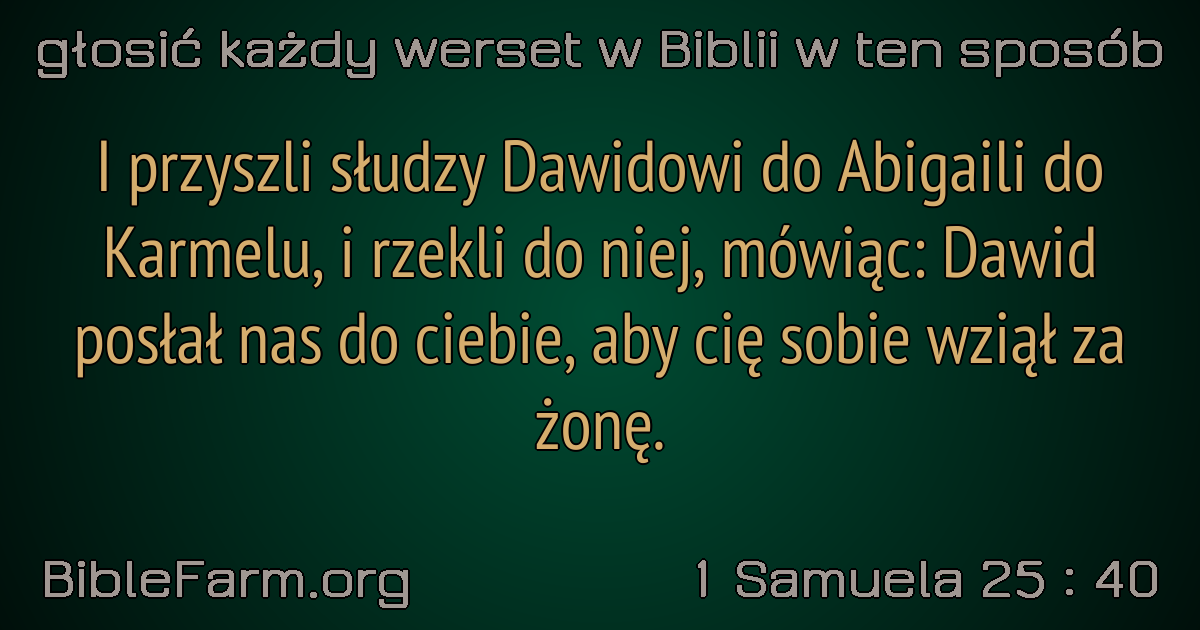 głosić każdy werset w Biblii w ten sposób
I przyszli słudzy Dawidowi do Abigaili do
Karmelu, i rzekli do niej, mówiąc: Dawid
posłał nas do ciebie, aby cię sobie wziął za
żonę.
BibleFarm.org
1 Samuela 25 : 40